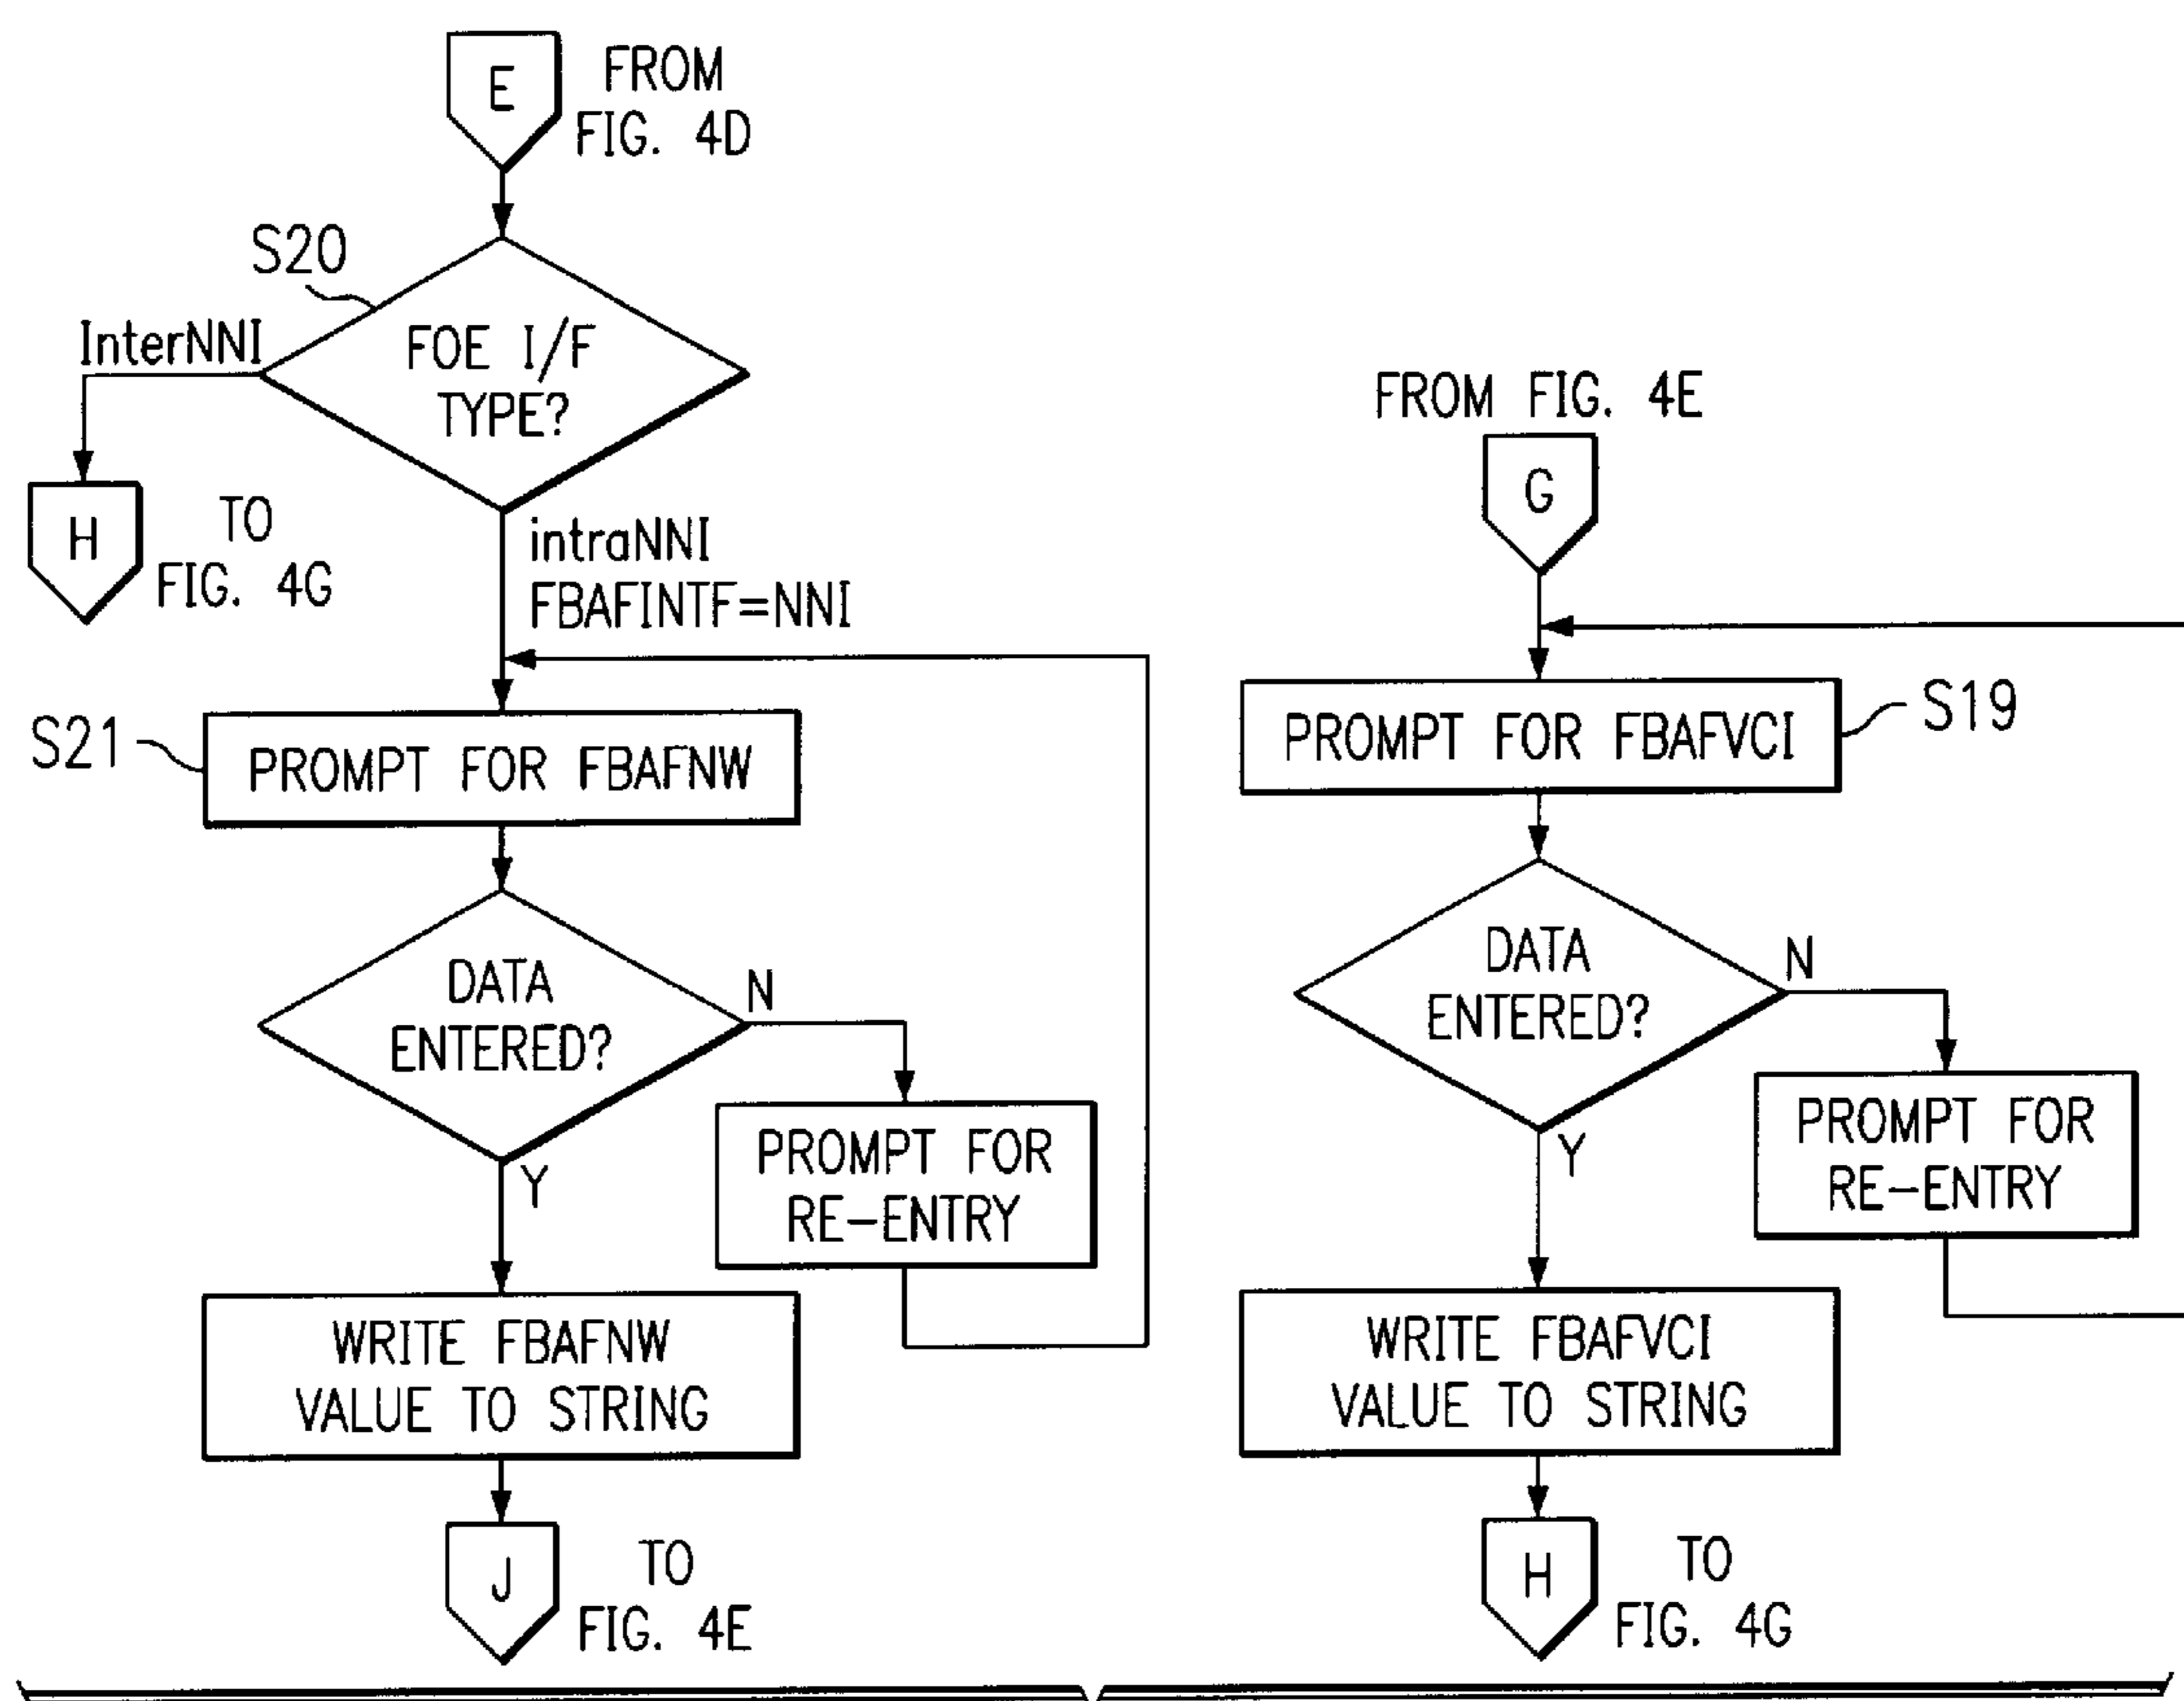 E
FROM
FIG. 4D
S20
InterNNI
FOE I/F
TYPE?
H
TO
FIG. 4G
intraNNI
FBAFINTF=NNI
S21
PROMPT FOR FBAFNW
DATA
ENTERED?
N
PROMPT FOR
RE-ENTRY
Y
WRITE FBAFNW
VALUE TO STRING
J
TO
FIG. 4E
FROM FIG. 4E
G
PROMPT FOR FBAFVCI
S19
DATA
ENTERED?
N
PROMPT FOR
RE-ENTRY
Y
WRITE FBAFVCI
VALUE TO STRING
H
TO
FIG. 4G